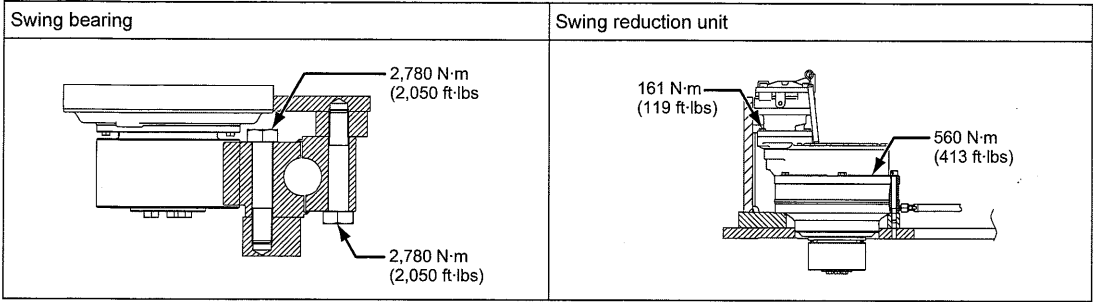 Swing bearing
2,780 N·m
(2,050 ft·lbs
2,780 N·m
(2,050 ft·lbs)
Swing reduction unit
161 N·m
(119 ft·lbs)
560 N·m
(413 ft·lbs)